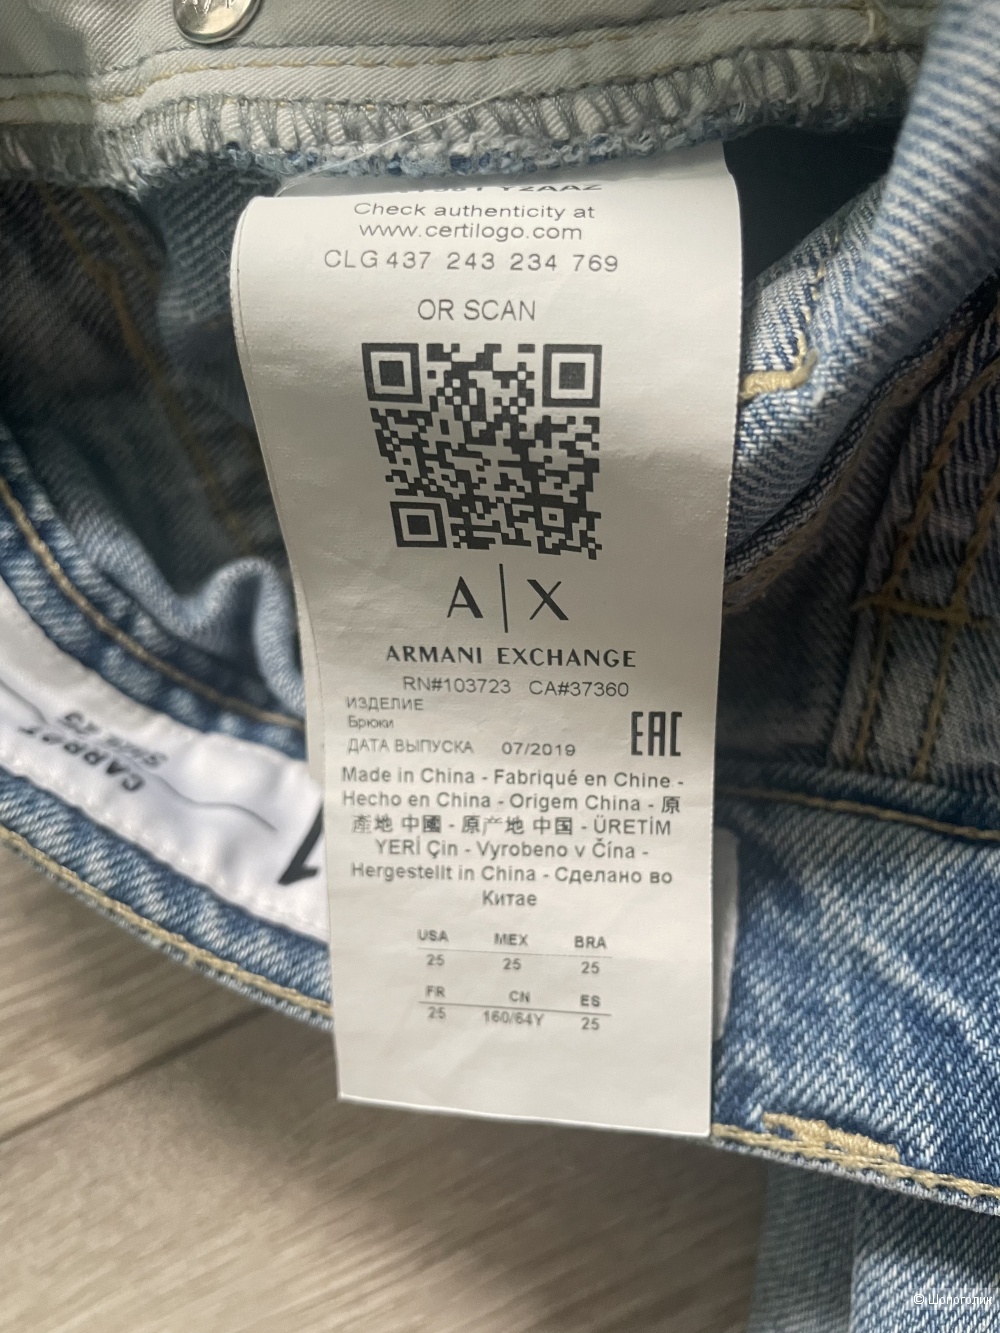 Check authenticity at
www.certilogo.com
CLG 437 243 234 769
OR SCAN
A|X
ARMANI EXCHANGE
RN#103723 CA#37360
ИЗДЕЛИЕ
Брюки
EAC
ДАТА ВЫПУСКА 07/2019
Made in China - Fabriqué en Chine -
Hecho en China - Origem China - 原
產地 中國 - 原产地 中国 - ÜRETİM
YERİ Çin - Vyrobeno v Čína -
Hergestellt in China - Сделано во
Китае
USA MEX BRA
25 25 25
FR CN ES
25 160/64Y 25
CARROT
© Шопоголик